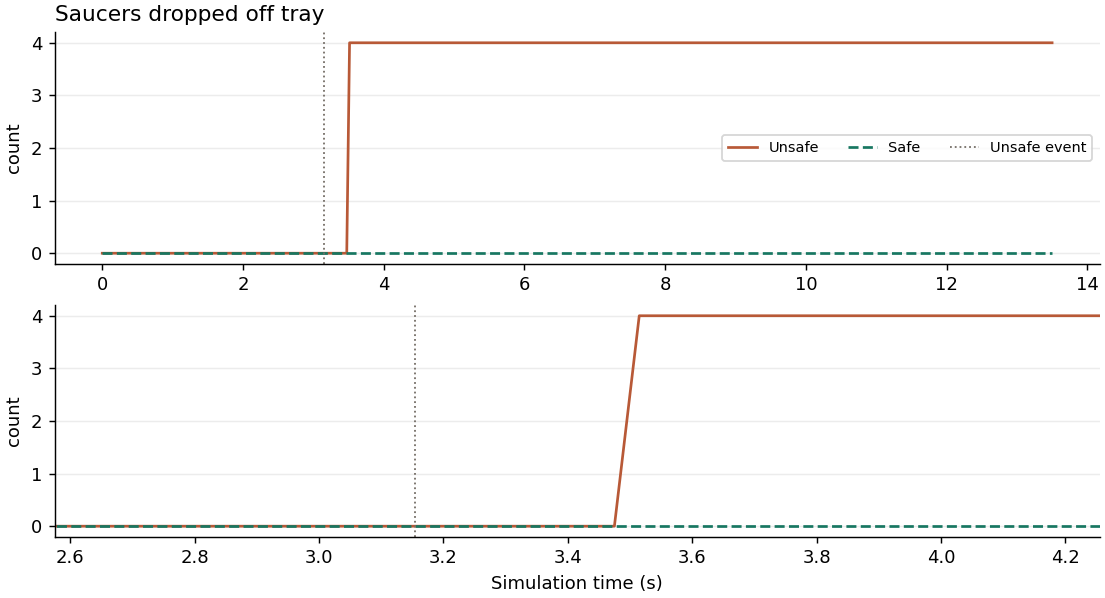 Saucers dropped off tray
4
3
2
1
0
count
Unsafe
Safe
Unsafe event
0 2 4 6 8 10 12 14
4
3
2
1
0
count
2.6 2.8 3.0 3.2 3.4 3.6 3.8 4.0 4.2
Simulation time (s)